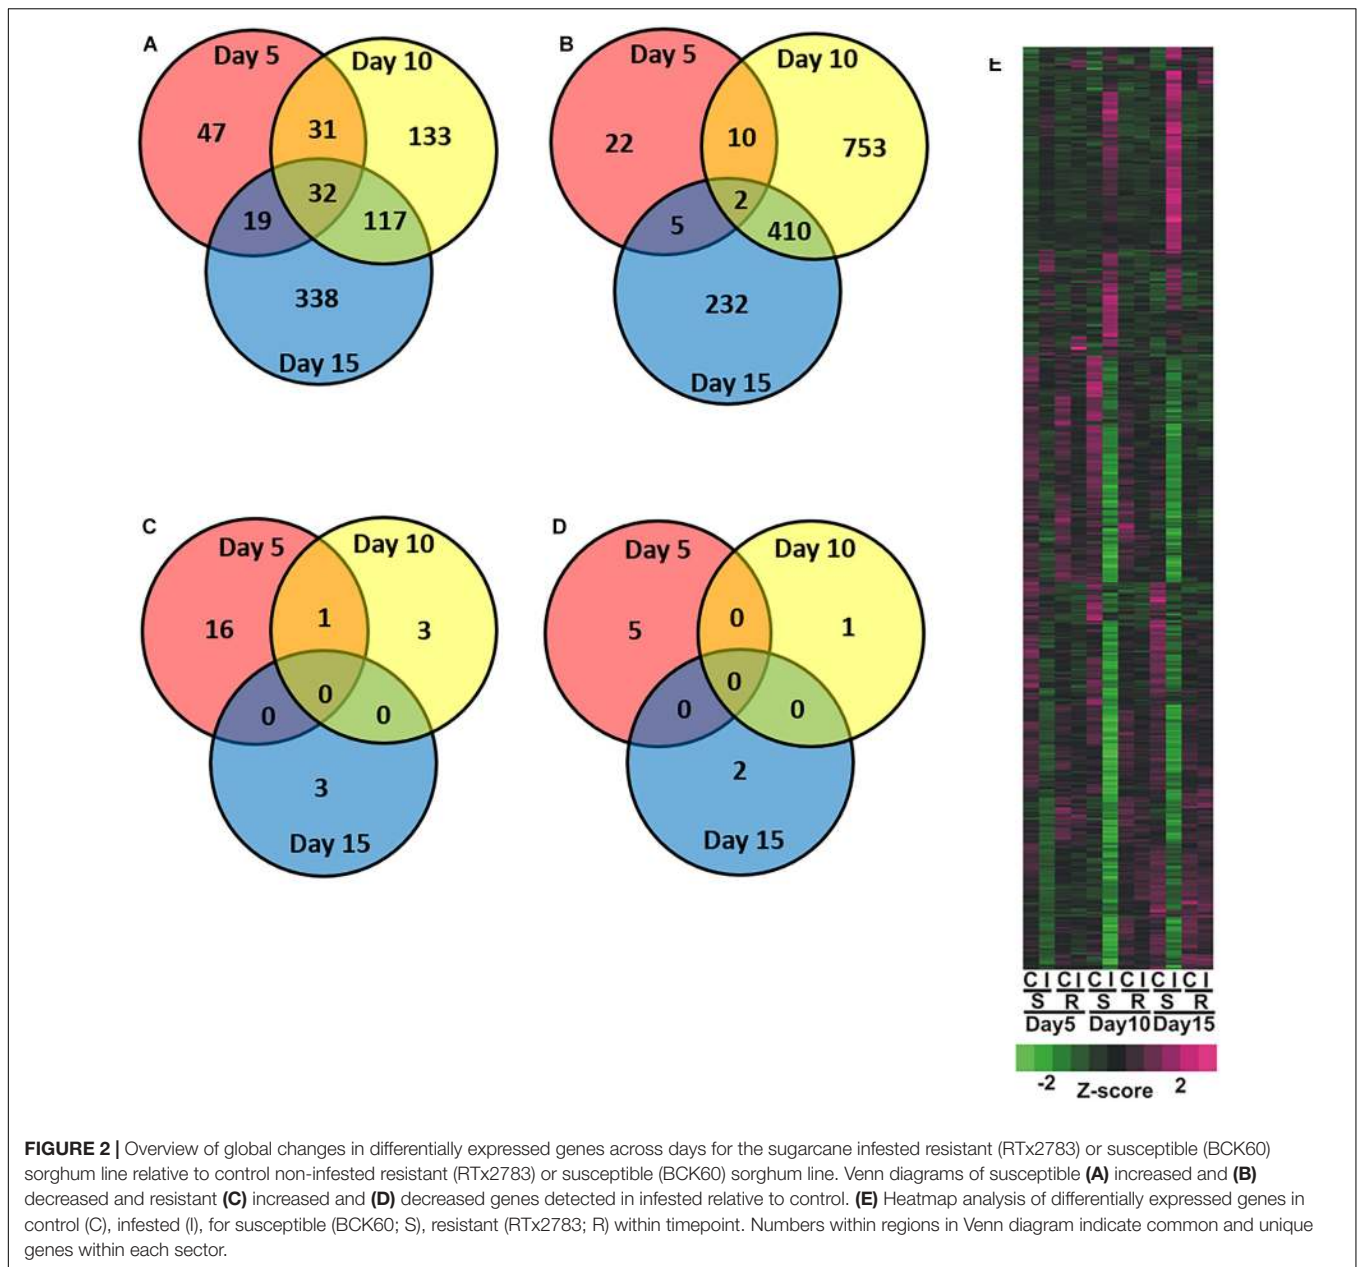 A
Day 5
Day 10
47
31
133
32
19
117
338
Day 15
B
Day 5
Day 10
22
10
753
2
5
410
232
Day 15
C
Day 5
Day 10
16
1
3
0
0
0
3
Day 15
D
Day 5
Day 10
5
0
1
0
0
0
2
Day 15
E
C I C I C I C I C I C I
S R S R S R
Day5 Day10 Day15
-2 Z-score 2
FIGURE 2 | Overview of global changes in differentially expressed genes across days for the sugarcane infested resistant (RTx2783) or susceptible (BCK60)
sorghum line relative to control non-infested resistant (RTx2783) or susceptible (BCK60) sorghum line. Venn diagrams of susceptible (A) increased and (B)
decreased and resistant (C) increased and (D) decreased genes detected in infested relative to control. (E) Heatmap analysis of differentially expressed genes in
control (C), infested (I), for susceptible (BCK60; S), resistant (RTx2783; R) within timepoint. Numbers within regions in Venn diagram indicate common and unique
genes within each sector.